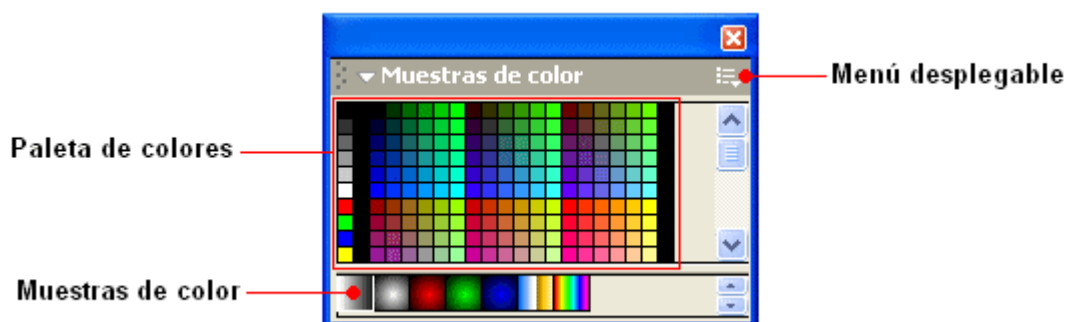 Muestras de color
Menú desplegable
Paleta de colores
Muestras de color